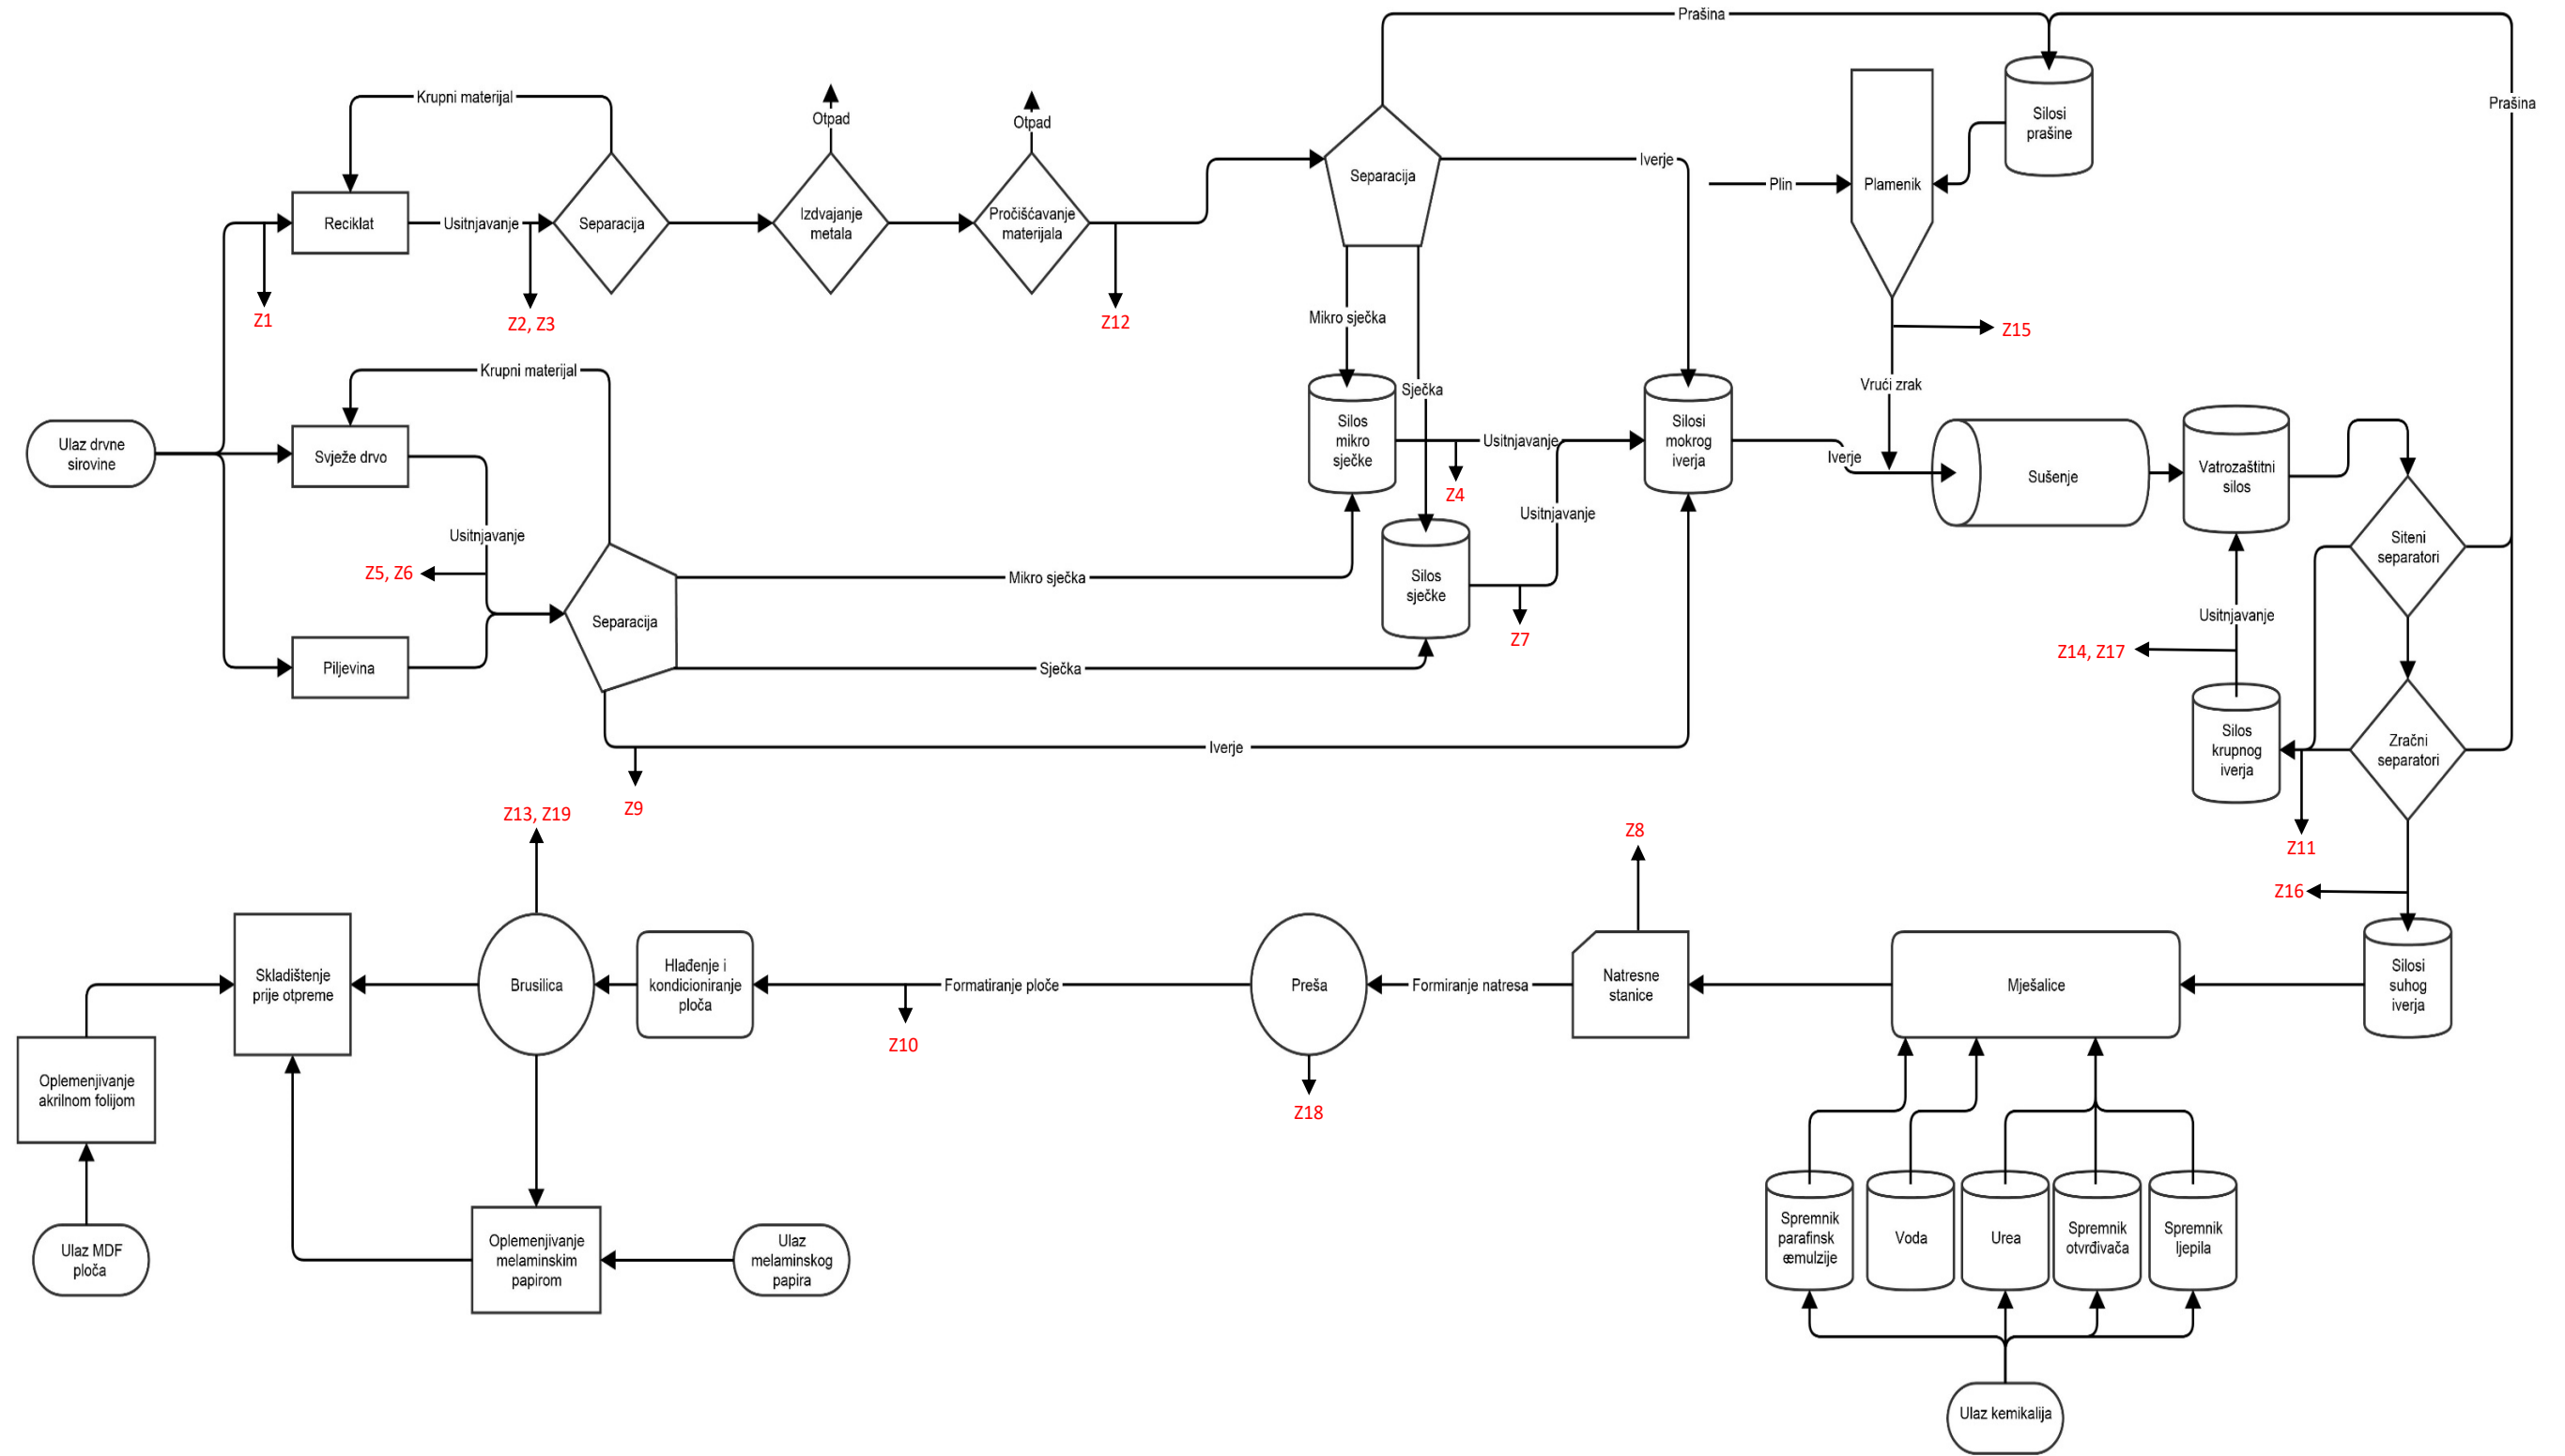 Prašina
Krupni materijal
Otpad
Otpad
Prašina
Silosi
prašine
Separacija
Iverje
Plin
Plamenik
Reciklat
Usitnjavanje
Separacija
Izdvajanje
metala
Pročišćavanje
materijala
Z1
Z2, Z3
Z12
Mikro sječka
Z15
Krupni materijal
Sječka
Vrući zrak
Ulaz drvne
sirovine
Svježe drvo
Silos
mikro
sječke
Usitnjavanje
Silosi
mokrog
iverja
Iverje
Sušenje
Vatrozaštitni
silos
Z4
Usitnjavanje
Usitnjavanje
Siteni
separatori
Z5, Z6
Mikro sječka
Silos
sječke
Separacija
Z7
Usitnjavanje
Z14, Z17
Piljevina
Sječka
Iverje
Silos
krupnog
iverja
Zračni
separatori
Z9
Z13, Z19
Z8
Z11
Z16
Skladištenje
prije otpreme
Brusilica
Hlađenje i
kondicioniranje
ploča
Formatiranje ploče
Preša
Formiranje natresa
Natresne
stanice
Mješalice
Silosi
suhog
iverja
Z10
Oplemenjivanje
akrilnom folijom
Z18
Ulaz MDF
ploča
Oplemenjivanje
melaminskim
papirom
Ulaz
melaminskog
papira
Spremnik
parafinsk
æmulzije
Voda
Urea
Spremnik
otvrđivača
Spremnik
ljepila
Ulaz kemikalija